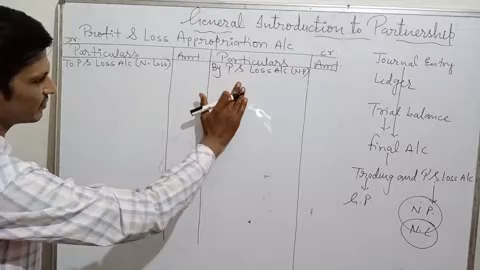 General Introduction to Partnership
Profit & Loss Appropriation A/c
Dr
Cr
Particulars Amt Particulars Amt
To P & Loss A/c (N. Loss) By P & Loss A/c (N.P)
Journal Entry
Ledger
Trial balance
final A/c
Trading and P & Loss A/c
G.P
N.P.
N.L